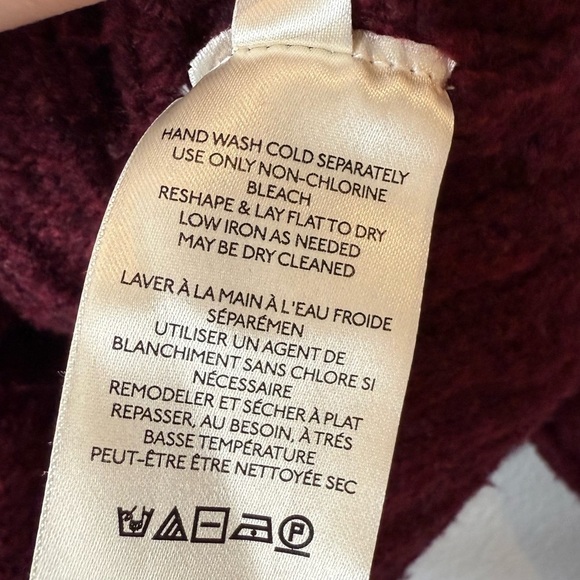 HAND WASH COLD SEPARATELY
USE ONLY NON-CHLORINE
BLEACH
RESHAPE & LAY FLAT TO DRY
LOW IRON AS NEEDED
MAY BE DRY CLEANED
LAVER À LA MAIN À L'EAU FROIDE
SÉPARÉMEN
UTILISER UN AGENT DE
BLANCHIMENT SANS CHLORE SI
NÉCESSAIRE
REMODELER ET SÉCHER À PLAT
REPASSER, AU BESOIN, À TRÉS
BASSE TEMPÉRATURE
PEUT-ÊTRE ÊTRE NETTOYÉE SEC
P